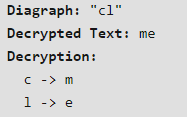 Diagraph: "cl"
Decrypted Text: me
Decryption:
c -> m
l -> e